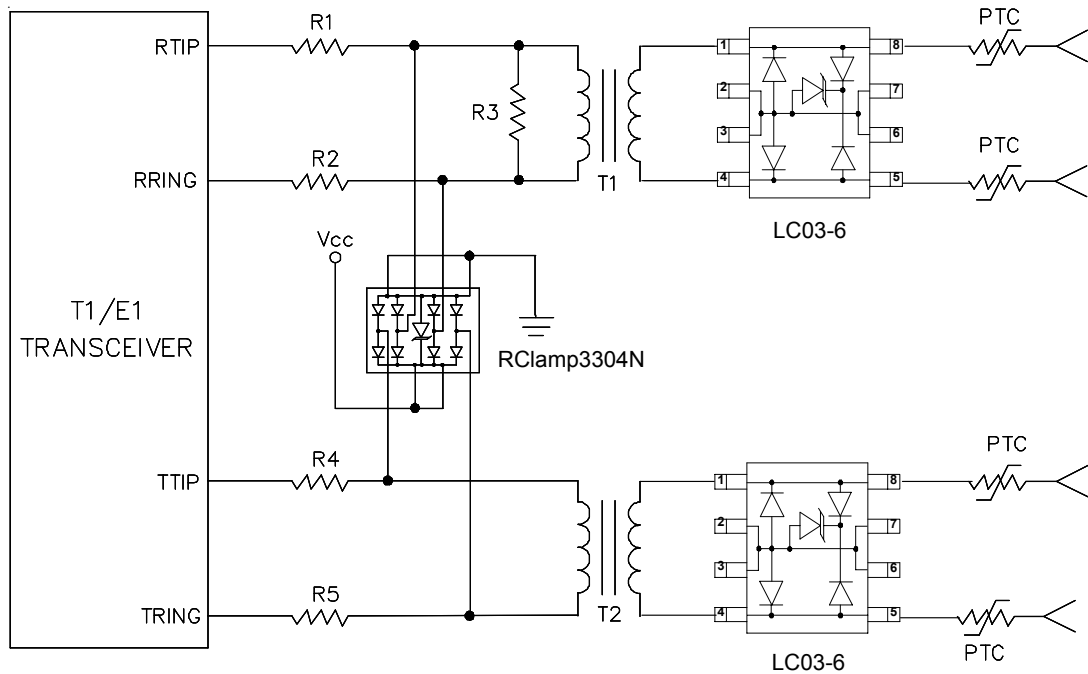 RTIP
R1
PTC
1
8
2
7
R3
3
6
RRING
R2
T1
4
5
PTC
LC03-6
Vcc
T1/E1
TRANSCEIVER
RClamp3304N
TTIP
R4
PTC
1
8
2
7
3
6
TRING
R5
T2
4
5
PTC
LC03-6